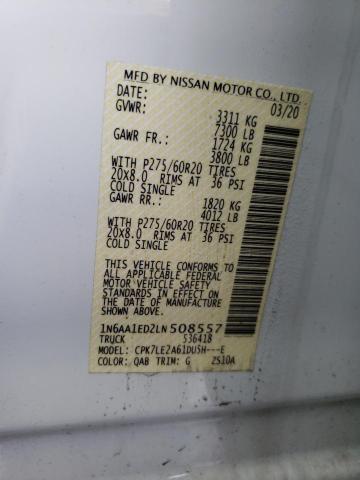 MFD BY NISSAN MOTOR CO., LTD.
DATE: 03/20
GVWR: 3311 KG
7300 LB
GAWR FR.: 1724 KG
3800 LB
WITH P275/60R20 TIRES
20X8.0 RIMS AT 36 PSI
COLD SINGLE
GAWR RR.: 1820 KG
4012 LB
WITH P275/60R20 TIRES
20X8.0 RIMS AT 36 PSI
COLD SINGLE
THIS VEHICLE CONFORMS TO
ALL APPLICABLE FEDERAL
MOTOR VEHICLE SAFETY
STANDARDS IN EFFECT ON
THE DATE OF MANUFACTURE
SHOWN ABOVE.
1N6AA1ED2LN508557
TRUCK 536418
MODEL: CPK7LE2A61DU5H---E
COLOR: QAB TRIM: G 2S10A